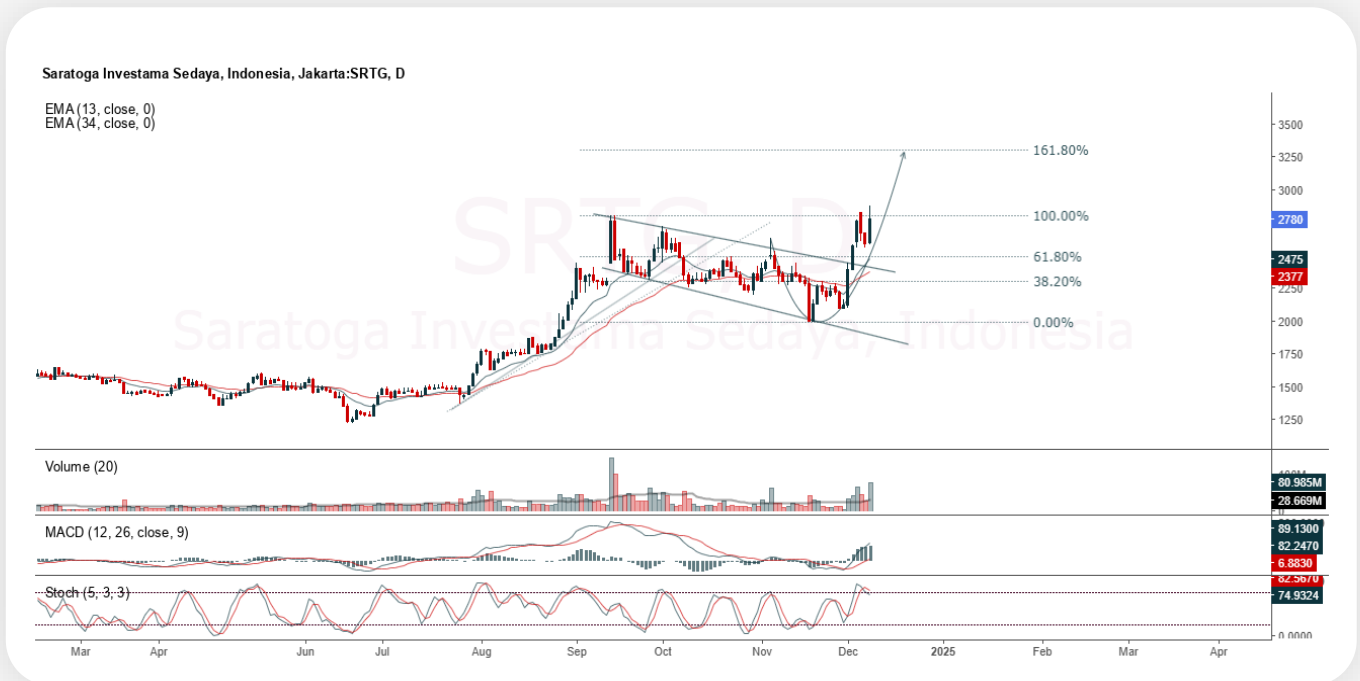 Saratoga Investama Sedaya, Indonesia, Jakarta:SRTG, D
EMA (13, close, 0)
EMA (34, close, 0)
SRTG, D
Saratoga Investama Sedaya, Indonesia
161.80%
100.00%
61.80%
38.20%
0.00%
3500
3250
3000
2780
2475
2377
2250
2000
1750
1500
1250
Volume (20)
80.985M
28.669M
MACD (12, 26, close, 9)
89.1300
82.2470
6.8830
Stoch (5, 3, 3)
82.5670
74.9324
0.0000
Mar Apr Jun Jul Aug Sep Oct Nov Dec 2025 Feb Mar Apr